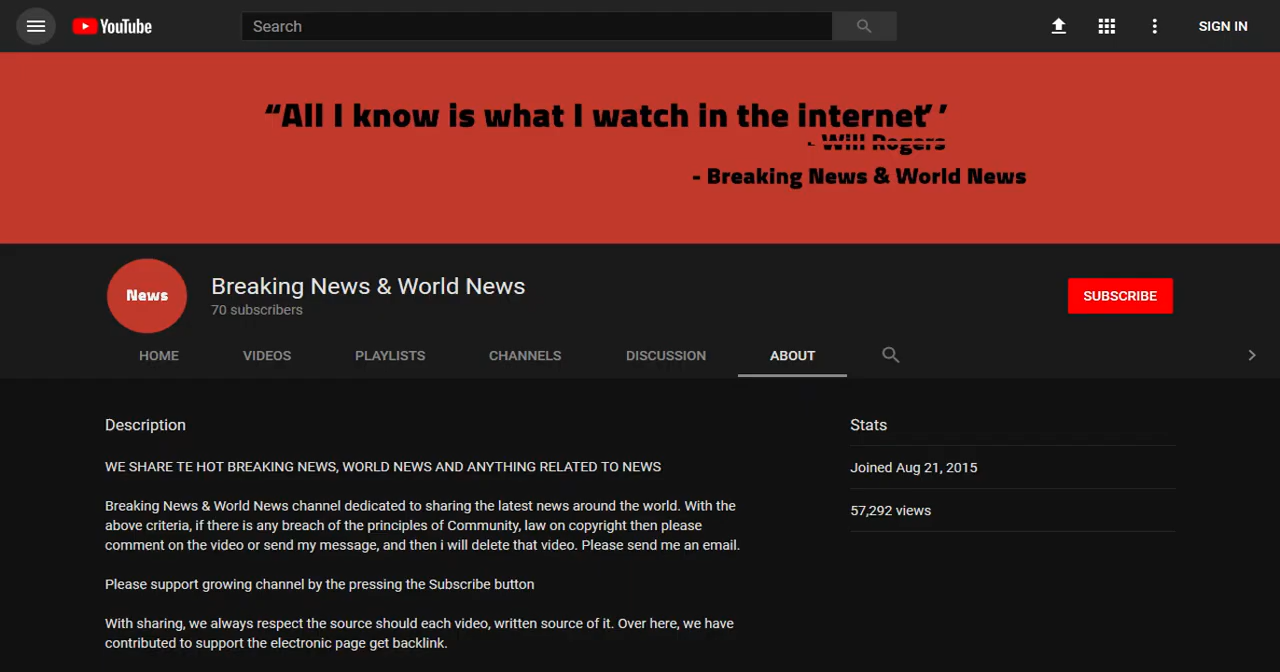 YouTube
Search
SIGN IN
“All I know is what I watch in the internet’’
- Will Rogers
- Breaking News & World News
News
Breaking News & World News
70 subscribers
SUBSCRIBE
HOME VIDEOS PLAYLISTS CHANNELS DISCUSSION ABOUT
Description
Stats
WE SHARE TE HOT BREAKING NEWS, WORLD NEWS AND ANYTHING RELATED TO NEWS
Joined Aug 21, 2015
Breaking News & World News channel dedicated to sharing the latest news around the world. With the
57,292 views
above criteria, if there is any breach of the principles of Community, law on copyright then please
comment on the video or send my message, and then i will delete that video. Please send me an email.
Please support growing channel by the pressing the Subscribe button
With sharing, we always respect the source should each video, written source of it. Over here, we have
contributed to support the electronic page get backlink.